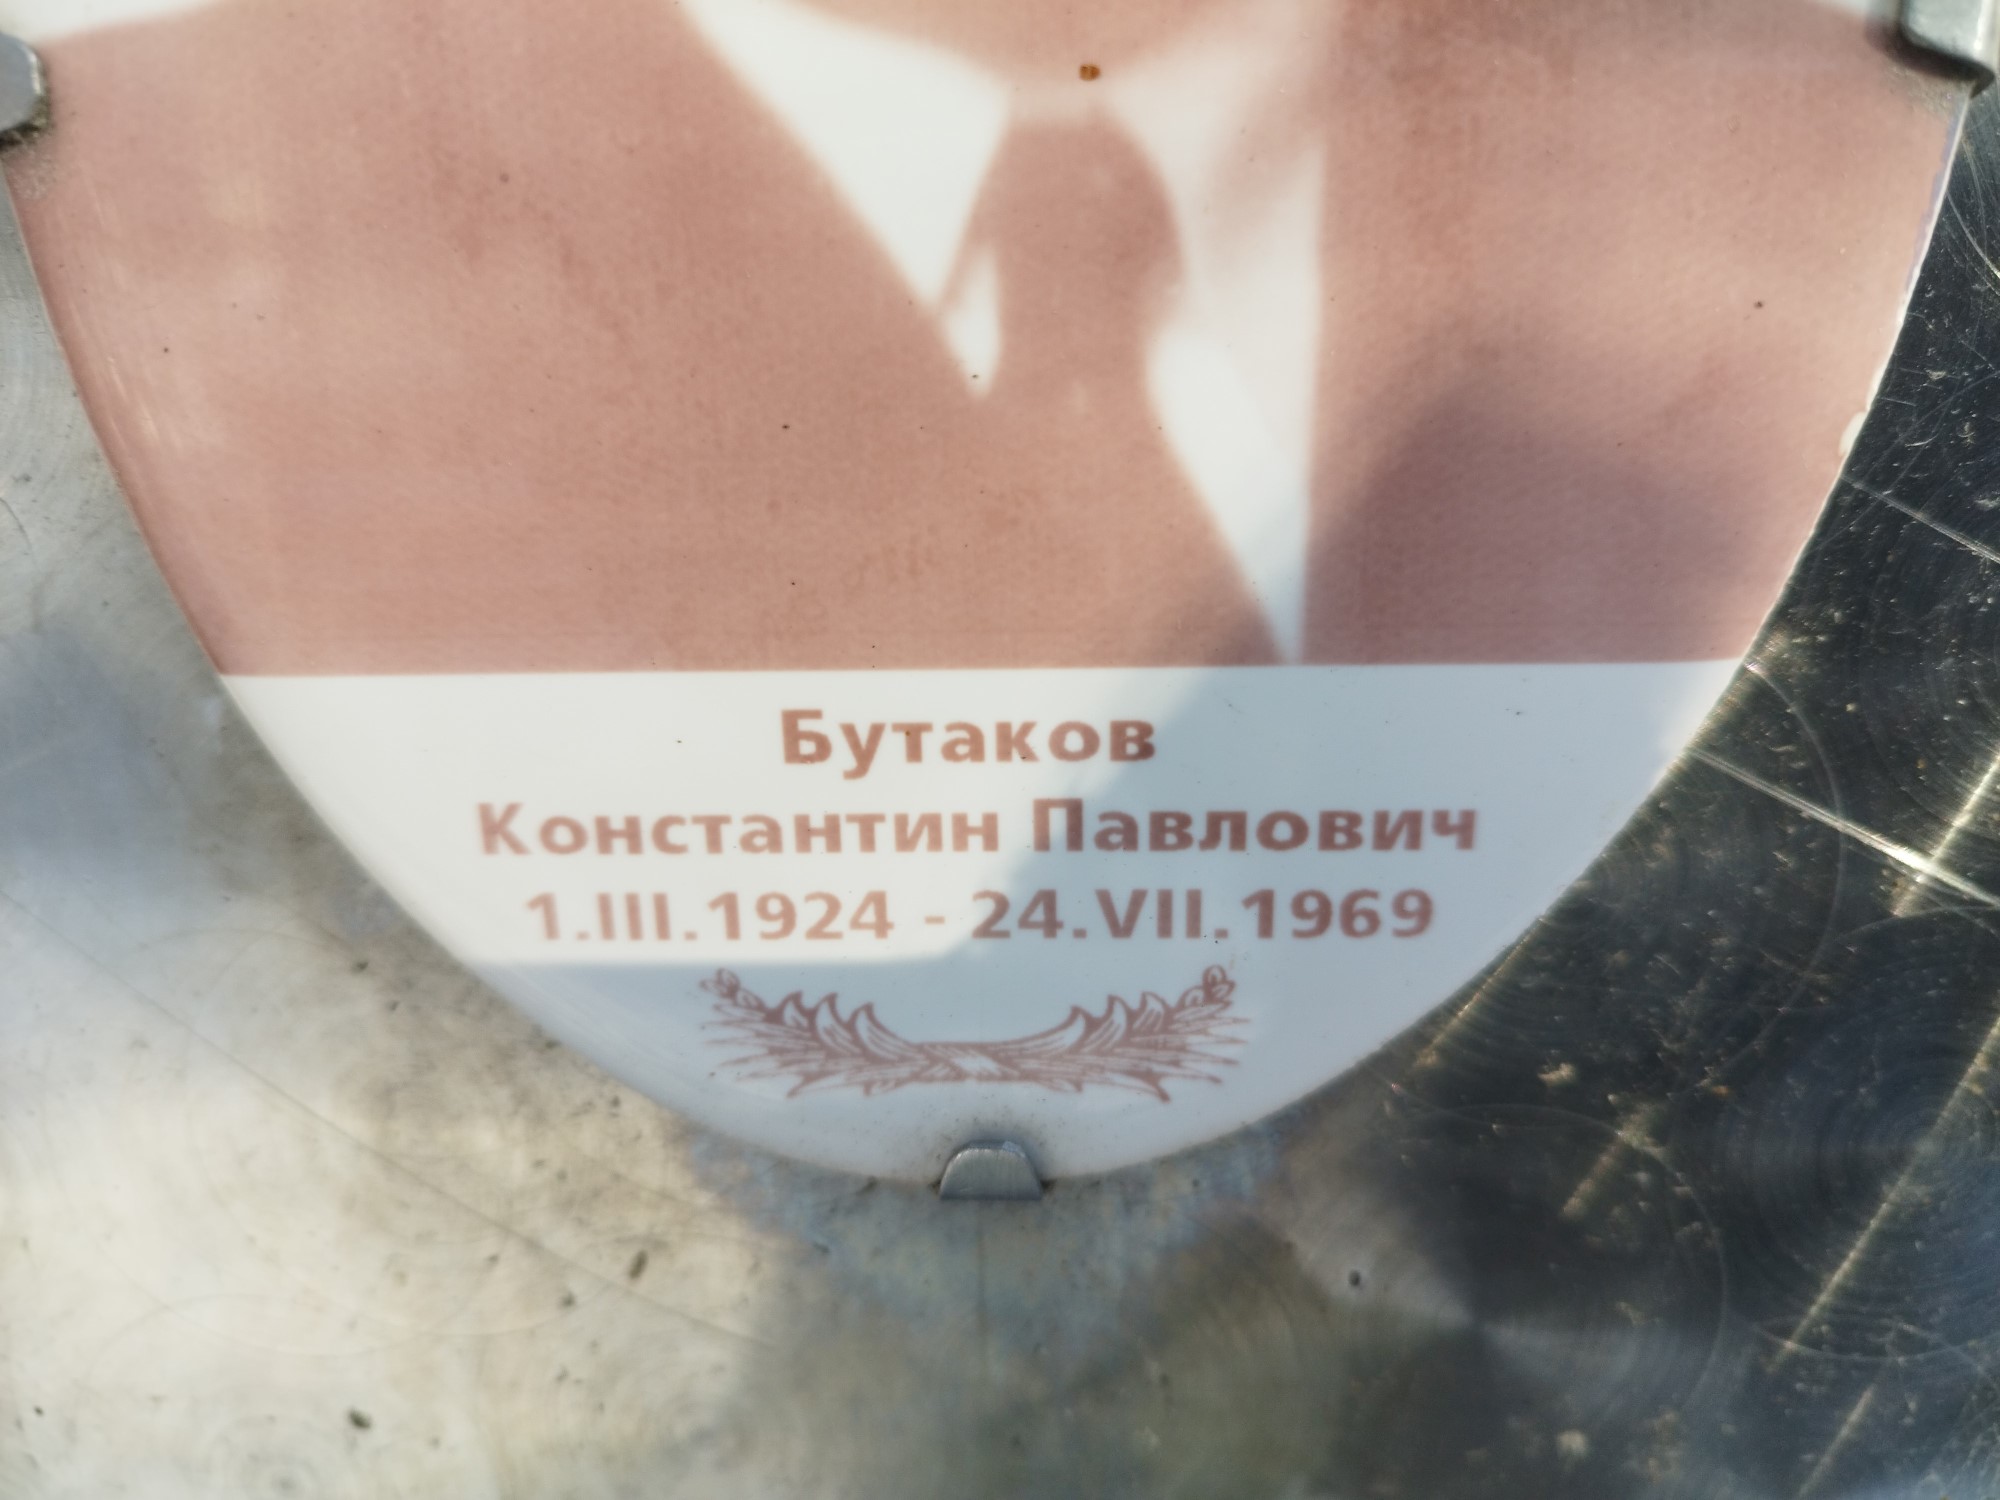 Бутаков
Константин Павлович
1.III.1924 - 24.VII.1969